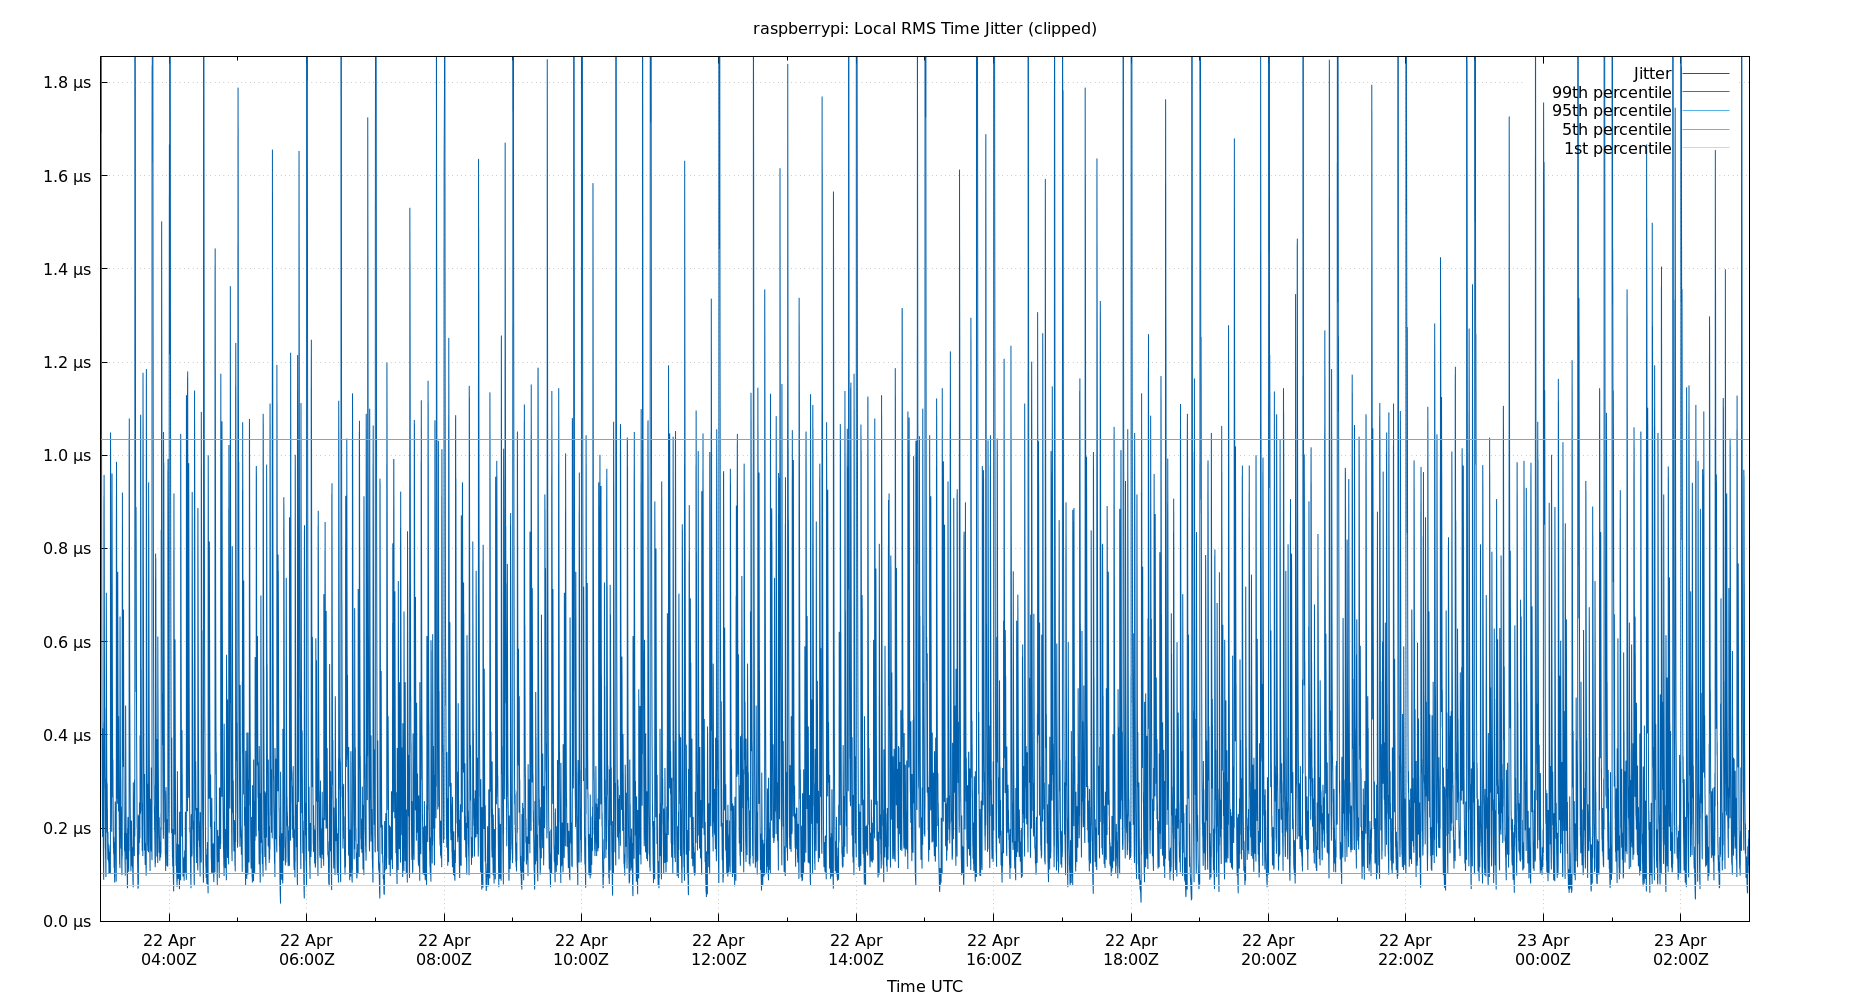 raspberrypi: Local RMS Time Jitter (clipped)
Jitter
99th percentile
95th percentile
5th percentile
1st percentile
1.8 µs
1.6 µs
1.4 µs
1.2 µs
1.0 µs
0.8 µs
0.6 µs
0.4 µs
0.2 µs
0.0 µs
22 Apr 22 Apr 22 Apr 22 Apr 22 Apr 22 Apr 22 Apr 22 Apr 22 Apr 22 Apr 23 Apr 23 Apr
04:00Z 06:00Z 08:00Z 10:00Z 12:00Z 14:00Z 16:00Z 18:00Z 20:00Z 22:00Z 00:00Z 02:00Z
Time UTC